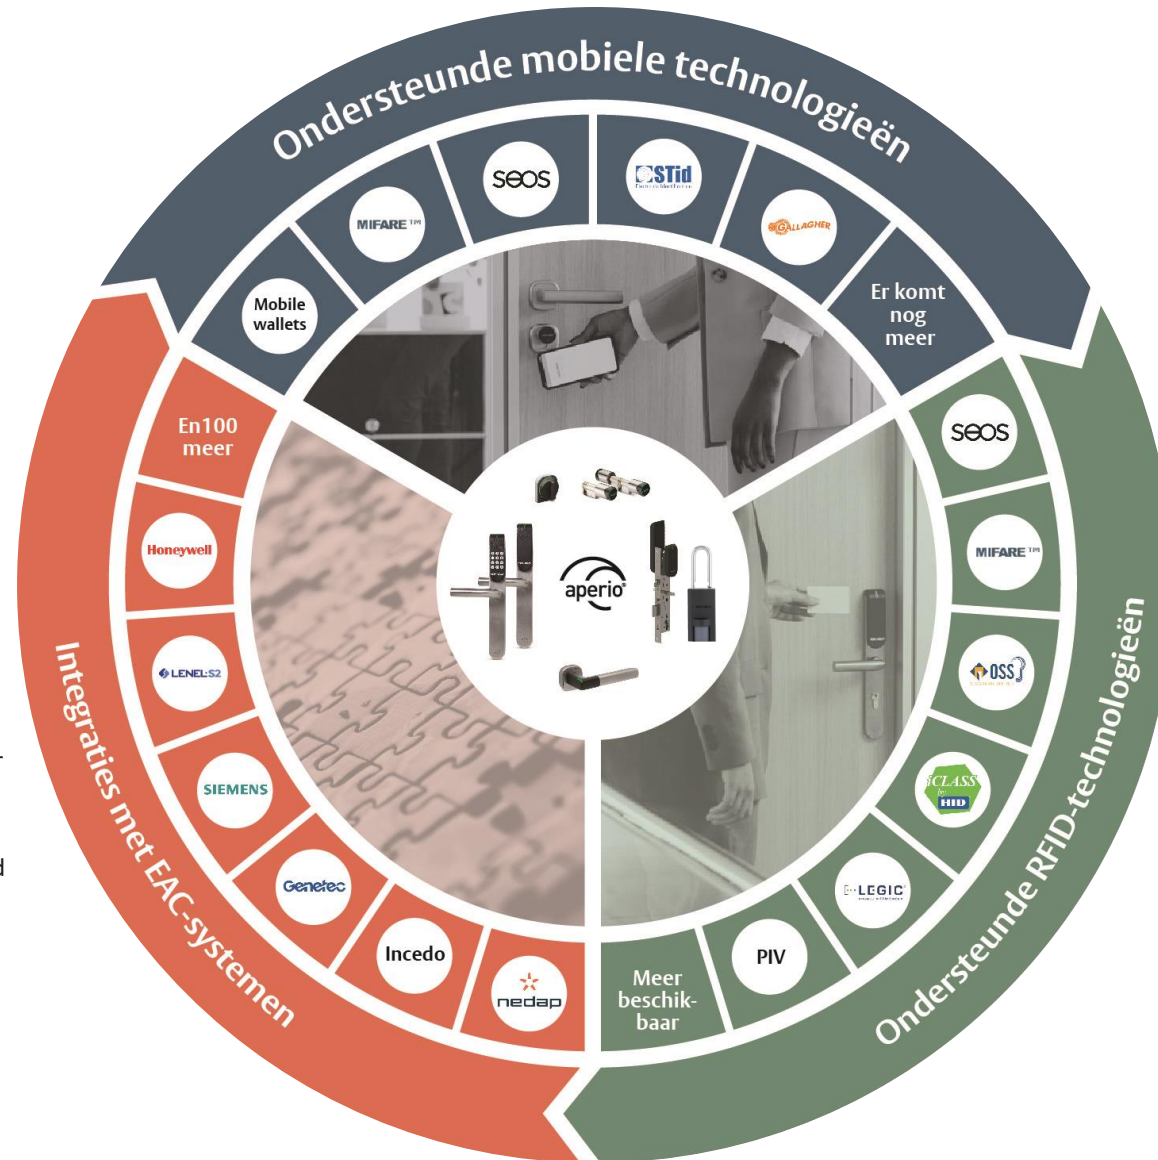 Ondersteunde mobiele technologieën
Mobile
wallets
MIFARE™
seos
STid
GALLAGHER
Er komt
nog
meer
Ondersteunde RFID-technologieën
seos
MIFARE™
OSS
iCLASS
by
HID
LEGIC
PIV
Meer
beschik-
baar
Integraties met EAC-systemen
nedap
Incedo
Genetec
SIEMENS
LENEL·S2
Honeywell
En100
meer
aperio®
d